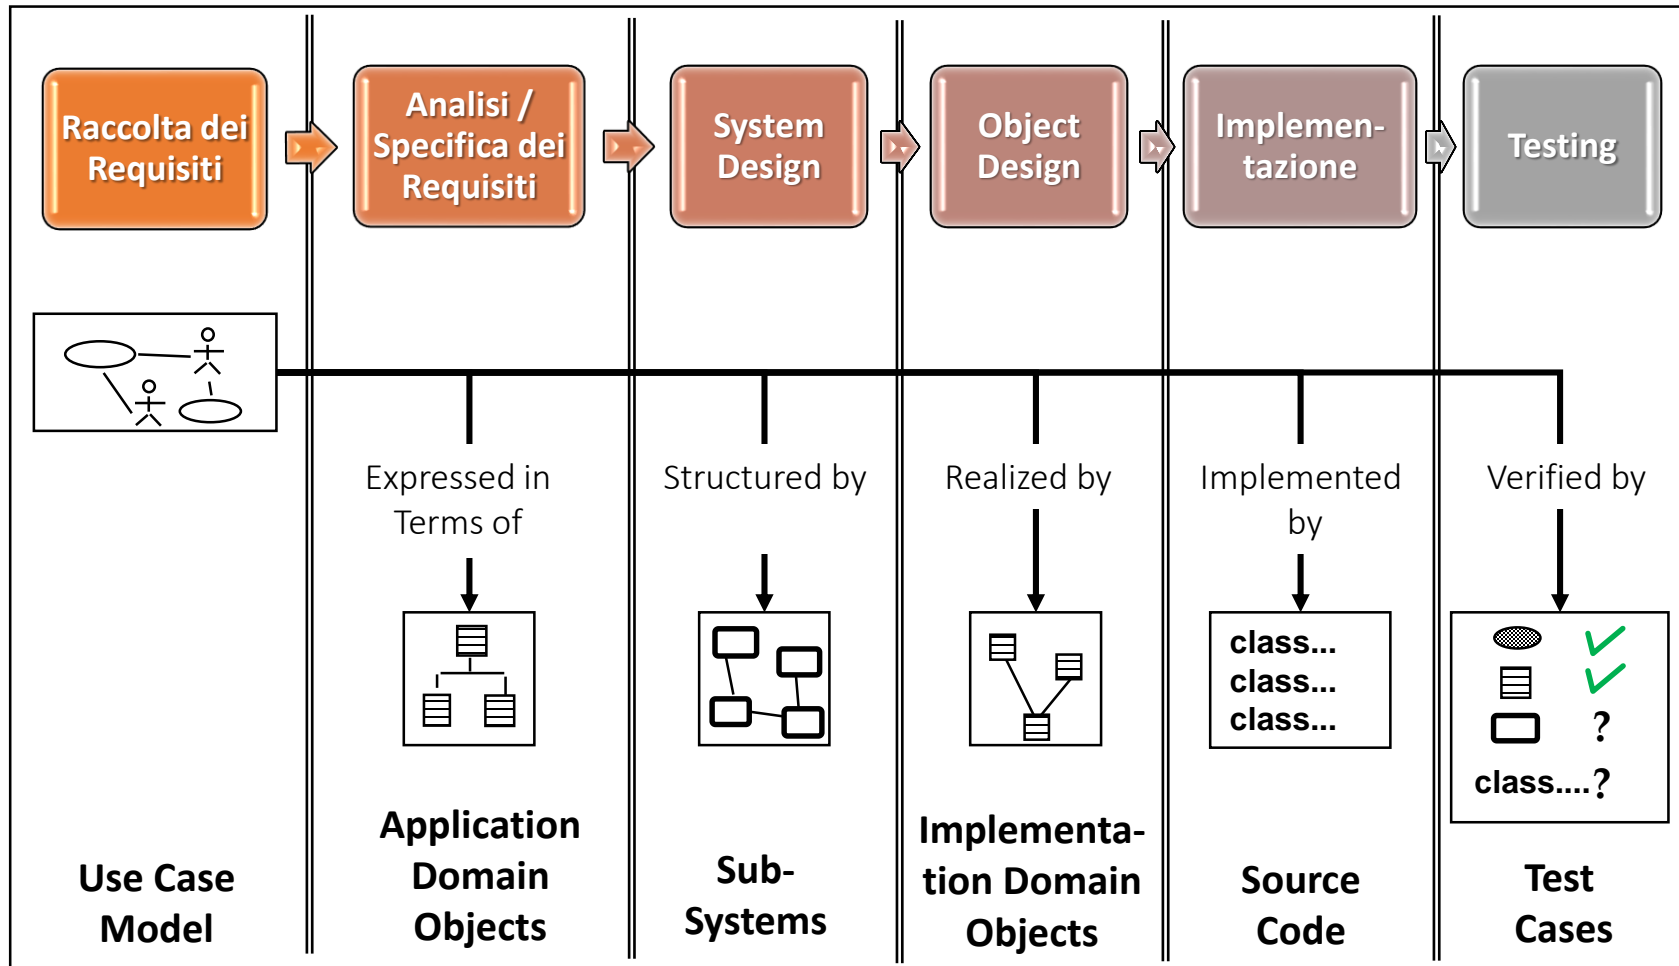 Raccolta dei
Requisiti
Analisi /
Specifica dei
Requisiti
System
Design
Object
Design
Implemen-
tazione
Testing
Expressed in
Terms of
Structured by
Realized by
Implemented
by
Verified by
class...
class...
class...
?
class....?
Use Case
Model
Application
Domain
Objects
Sub-
Systems
Implementa-
tion Domain
Objects
Source
Code
Test
Cases